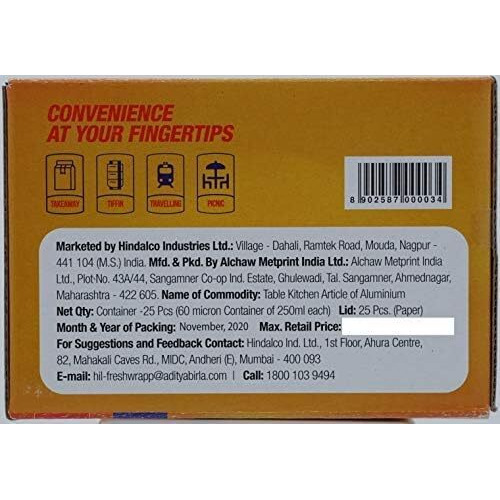 CONVENIENCE
AT YOUR FINGERTIPS
TAKEAWAY TIFFIN TRAVELLING PICNIC
8 902587 000034
Marketed by Hindalco Industries Ltd.: Village - Dahali, Ramtek Road, Mouda, Nagpur -
441 104 (M.S.) India. Mfd. & Pkd. By Alchaw Metprint India Ltd.: Alchaw Metprint India
Ltd., Plot-No. 43A/44, Sangamner Co-op Ind. Estate, Ghulewadi, Tal. Sangamner, Ahmednagar,
Maharashtra - 422 605. Name of Commodity: Table Kitchen Article of Aluminium
Net Qty: Container -25 Pcs (60 micron Container of 250ml each) Lid: 25 Pcs. (Paper)
Month & Year of Packing: November, 2020 Max. Retail Price:
For Suggestions and Feedback Contact: Hindalco Ind. Ltd., 1st Floor, Ahura Centre,
82, Mahakali Caves Rd., MIDC, Andheri (E), Mumbai - 400 093
E-mail: hil-freshwrapp@adityabirla.com | Call: 1800 103 9494